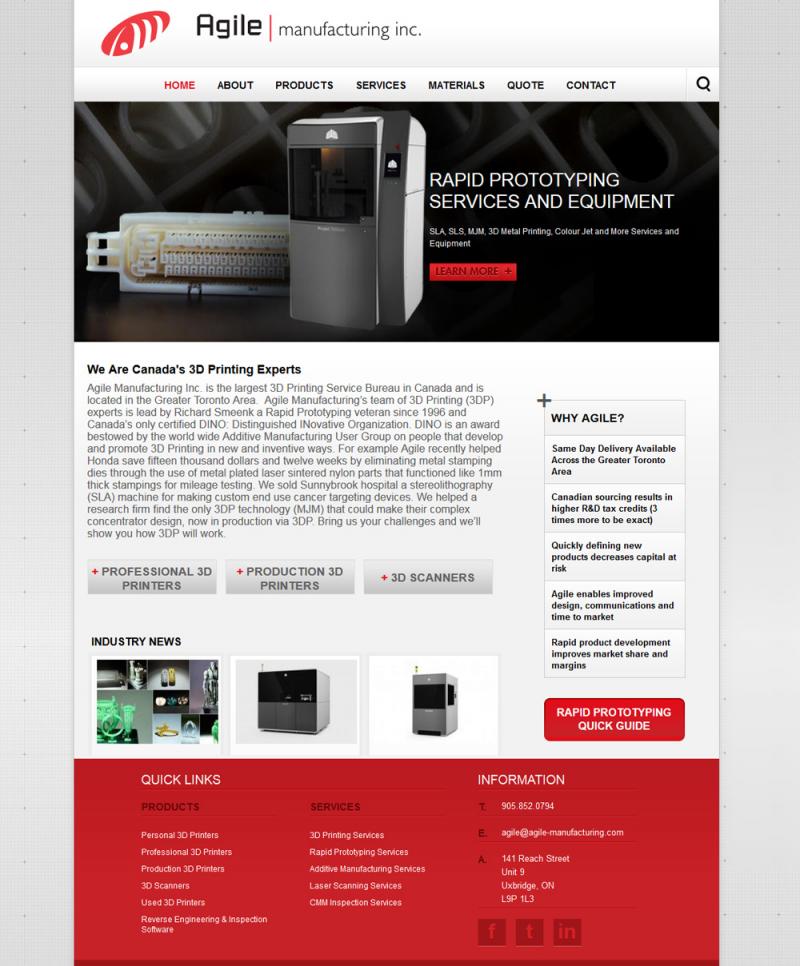 Agile | manufacturing inc.
HOME ABOUT PRODUCTS SERVICES MATERIALS QUOTE CONTACT
RAPID PROTOTYPING
SERVICES AND EQUIPMENT
SLA, SLS, MJM, 3D Metal Printing, Colour Jet and More Services and
Equipment
LEARN MORE +
We Are Canada's 3D Printing Experts
Agile Manufacturing Inc. is the largest 3D Printing Service Bureau in Canada and is
located in the Greater Toronto Area.  Agile Manufacturing's team of 3D Printing (3DP)
experts is lead by Richard Smeenk a Rapid Prototyping veteran since 1996 and
Canada's only certified DINO: Distinguished INovative Organization. DINO is an award
bestowed by the world wide Additive Manufacturing User Group on people that develop
and promote 3D Printing in new and inventive ways. For example Agile recently helped
Honda save fifteen thousand dollars and twelve weeks by eliminating metal stamping
dies through the use of metal plated laser sintered nylon parts that functioned like 1mm
thick stampings for mileage testing. We sold Sunnybrook hospital a stereolithography
(SLA) machine for making custom end use cancer targeting devices. We helped a
research firm find the only 3DP technology (MJM) that could make their complex
concentrator design, now in production via 3DP. Bring us your challenges and we'll
show you how 3DP will work.
+ PROFESSIONAL 3D
PRINTERS
+ PRODUCTION 3D
PRINTERS
+ 3D SCANNERS
WHY AGILE?
Same Day Delivery Available
Across the Greater Toronto
Area
Canadian sourcing results in
higher R&D tax credits (3
times more to be exact)
Quickly defining new
products decreases capital at
risk
Agile enables improved
design, communications and
time to market
Rapid product development
improves market share and
margins
RAPID PROTOTYPING
QUICK GUIDE
INDUSTRY NEWS
QUICK LINKS
PRODUCTS
Personal 3D Printers
Professional 3D Printers
Production 3D Printers
3D Scanners
Used 3D Printers
Reverse Engineering & Inspection
Software
SERVICES
3D Printing Services
Rapid Prototyping Services
Additive Manufacturing Services
Laser Scanning Services
CMM Inspection Services
INFORMATION
T. 905.852.0794
E. agile@agile-manufacturing.com
A. 141 Reach Street
Unit 9
Uxbridge, ON
L9P 1L3
f t in